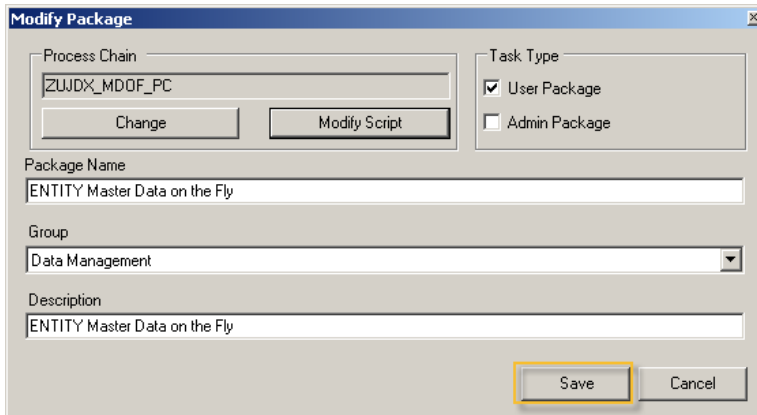 Modify Package
Process Chain
ZUJDX_MDOF_PC
Change
Modify Script
Task Type
User Package
Admin Package
Package Name
ENTITY Master Data on the Fly
Group
Data Management
Description
ENTITY Master Data on the Fly
Save
Cancel